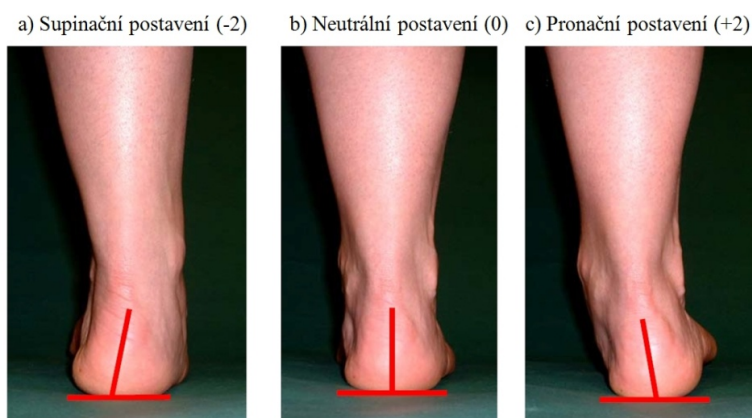 a) Supinační postavení (-2)
b) Neutrální postavení (0)
c) Pronační postavení (+2)